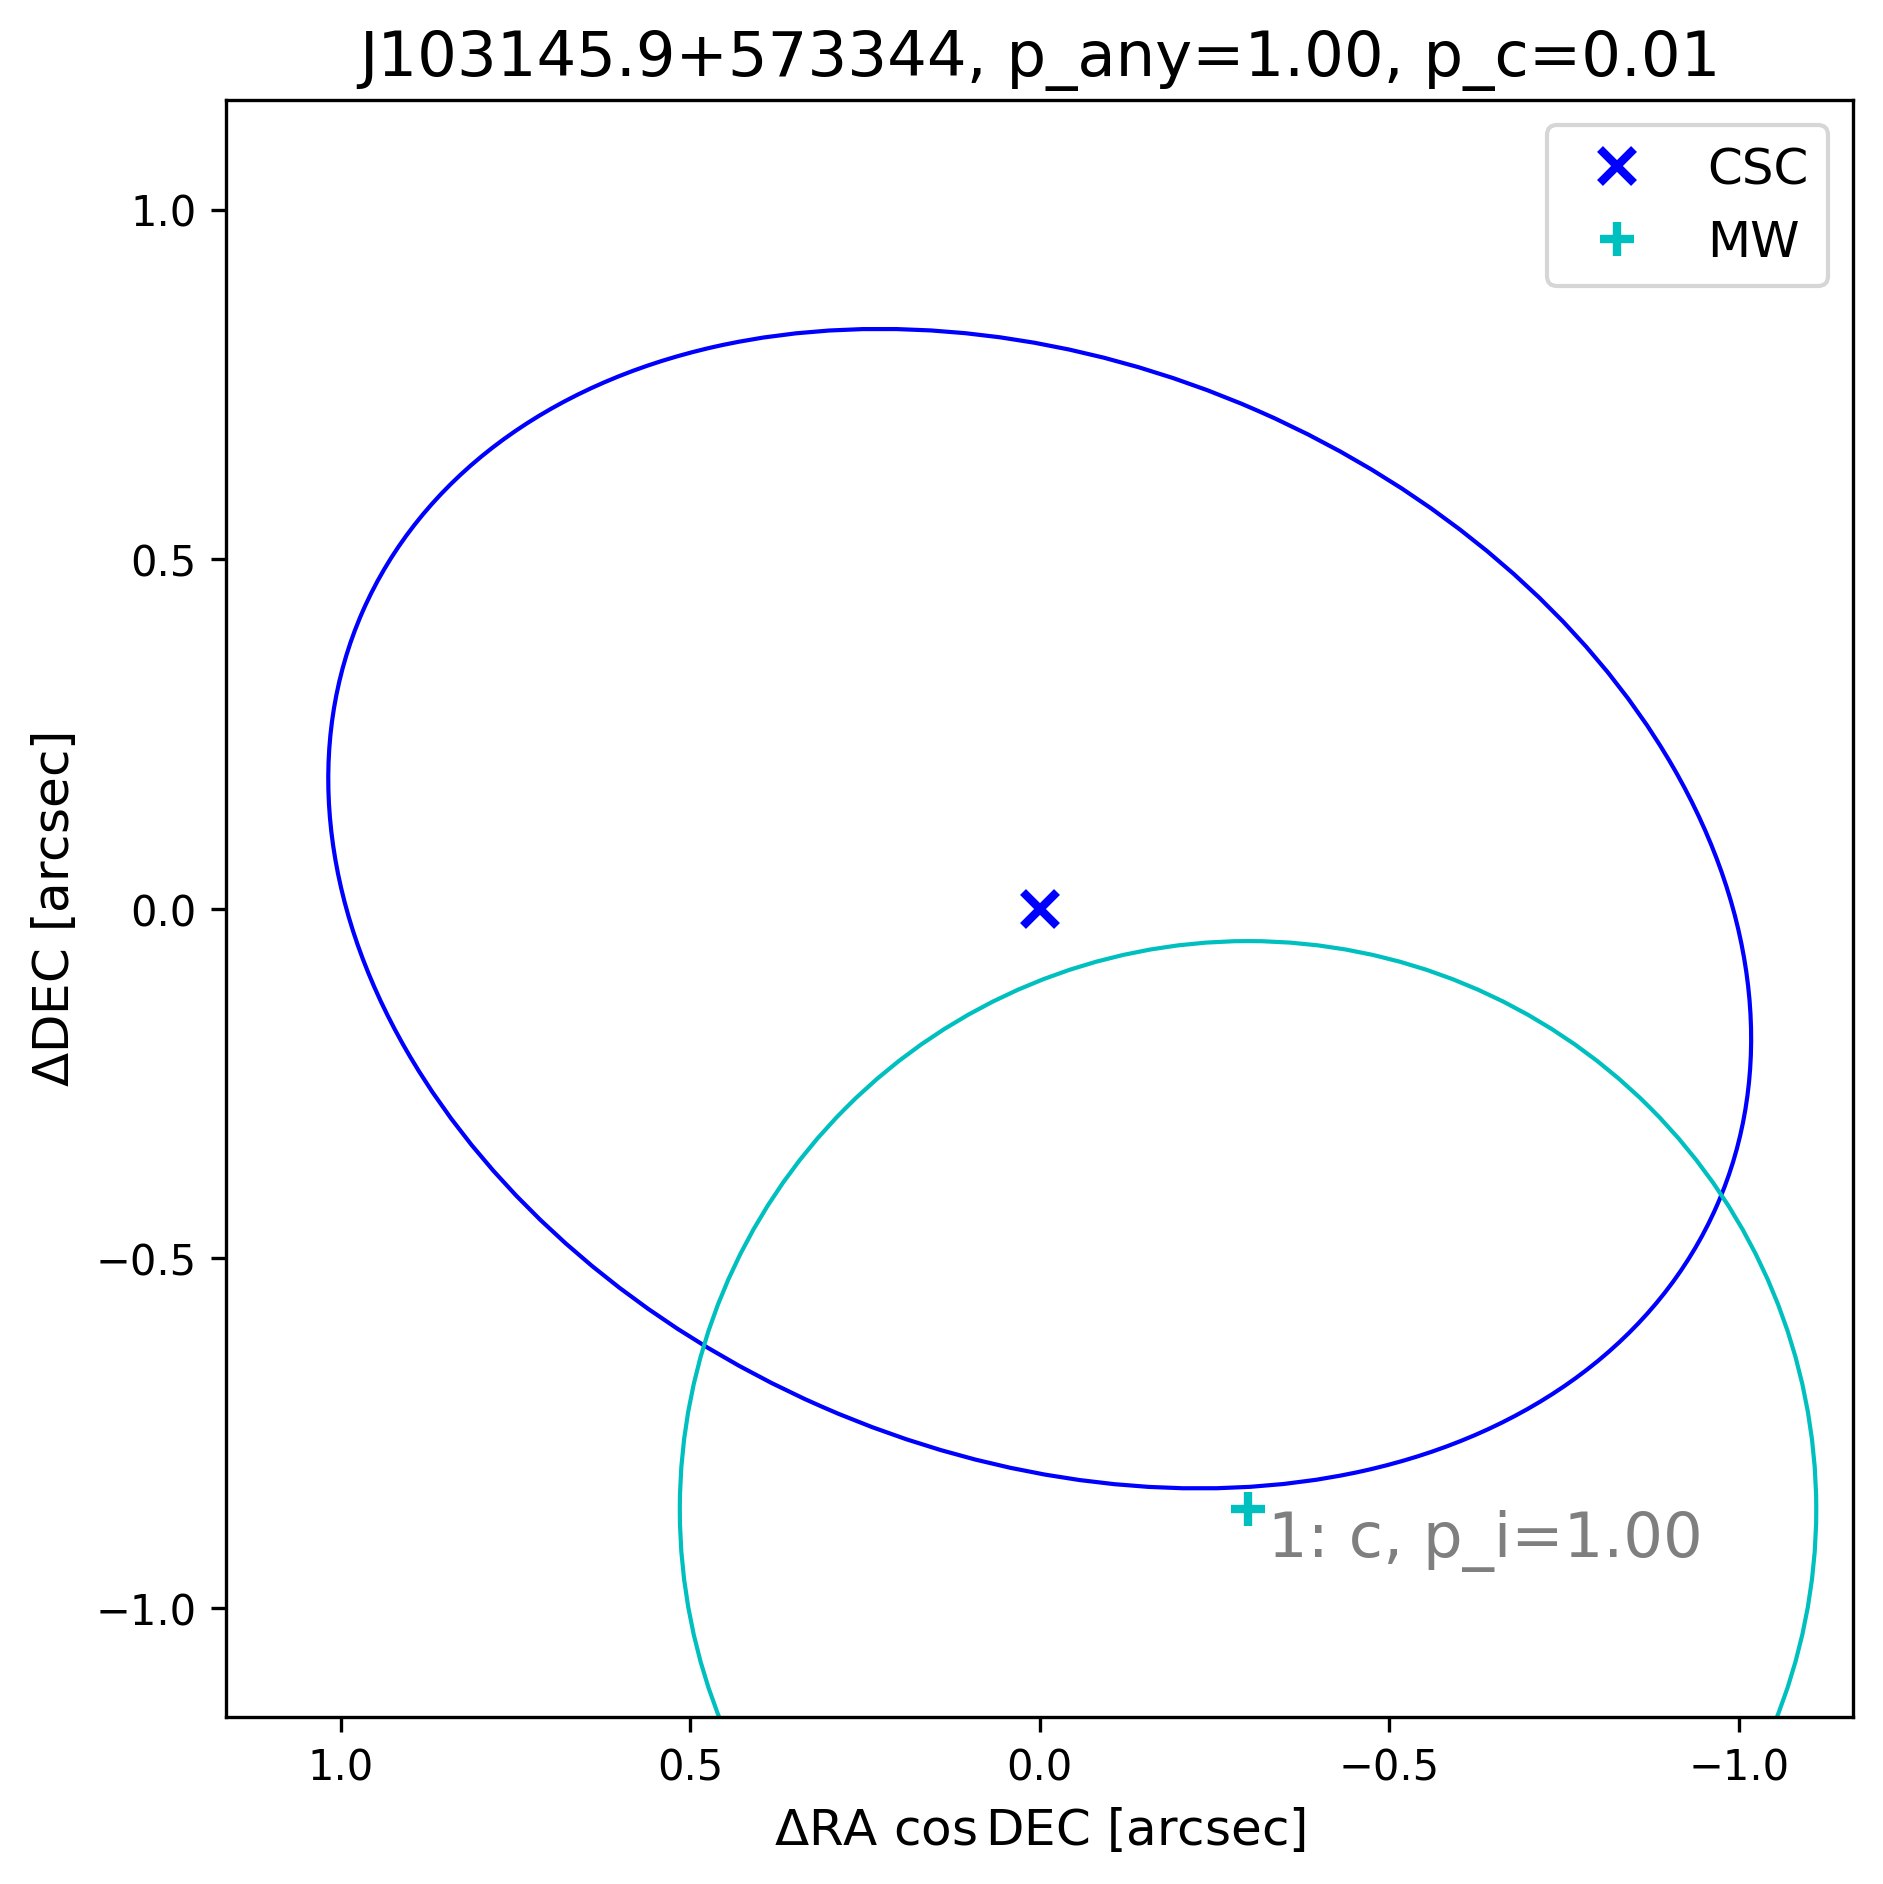 J103145.9+573344, p_any=1.00, p_c=0.01
CSC
MW
1.0
0.5
0.0
−0.5
−1.0
ΔDEC [arcsec]
1: c, p_i=1.00
1.0 0.5 0.0 −0.5 −1.0
ΔRA cos DEC [arcsec]